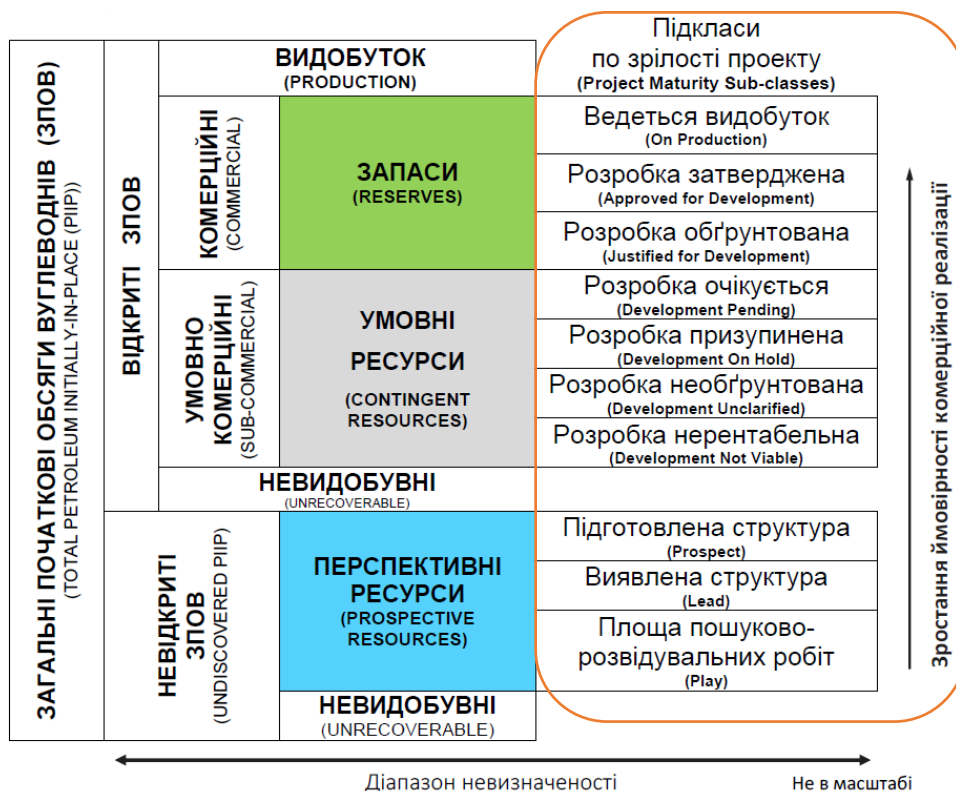 ЗАГАЛЬНІ ПОЧАТКОВІ ОБСЯГИ ВУГЛЕВОДНІВ (ЗПОВ)
(TOTAL PETROLEUM INITIALLY-IN-PLACE (PIIP))
ВІДКРИТІ ЗПОВ
ВИДОБУТОК
(PRODUCTION)
Підкласи
по зрілості проекту
(Project Maturity Sub-classes)
КОМЕРЦІЙНІ
(COMMERCIAL)
ЗАПАСИ
(RESERVES)
Ведеться видобуток
(On Production)
Розробка затверджена
(Approved for Development)
Розробка обґрунтована
(Justified for Development)
УМОВНО
КОМЕРЦІЙНІ
(SUB-COMMERCIAL)
УМОВНІ
РЕСУРСИ
(CONTINGENT
RESOURCES)
Розробка очікується
(Development Pending)
Розробка призупинена
(Development On Hold)
Розробка необґрунтована
(Development Unclarified)
Розробка нерентабельна
(Development Not Viable)
НЕВИДОБУВНІ
(UNRECOVERABLE)
НЕВІДКРИТІ
ЗПОВ
(UNDISCOVERED PIIP)
ПЕРСПЕКТИВНІ
РЕСУРСИ
(PROSPECTIVE
RESOURCES)
Підготовлена структура
(Prospect)
Виявлена структура
(Lead)
Площа пошуково-
розвідувальних робіт
(Play)
НЕВИДОБУВНІ
(UNRECOVERABLE)
Зростання ймовірності комерційної реалізації
Діапазон невизначеності
Не в масштабі